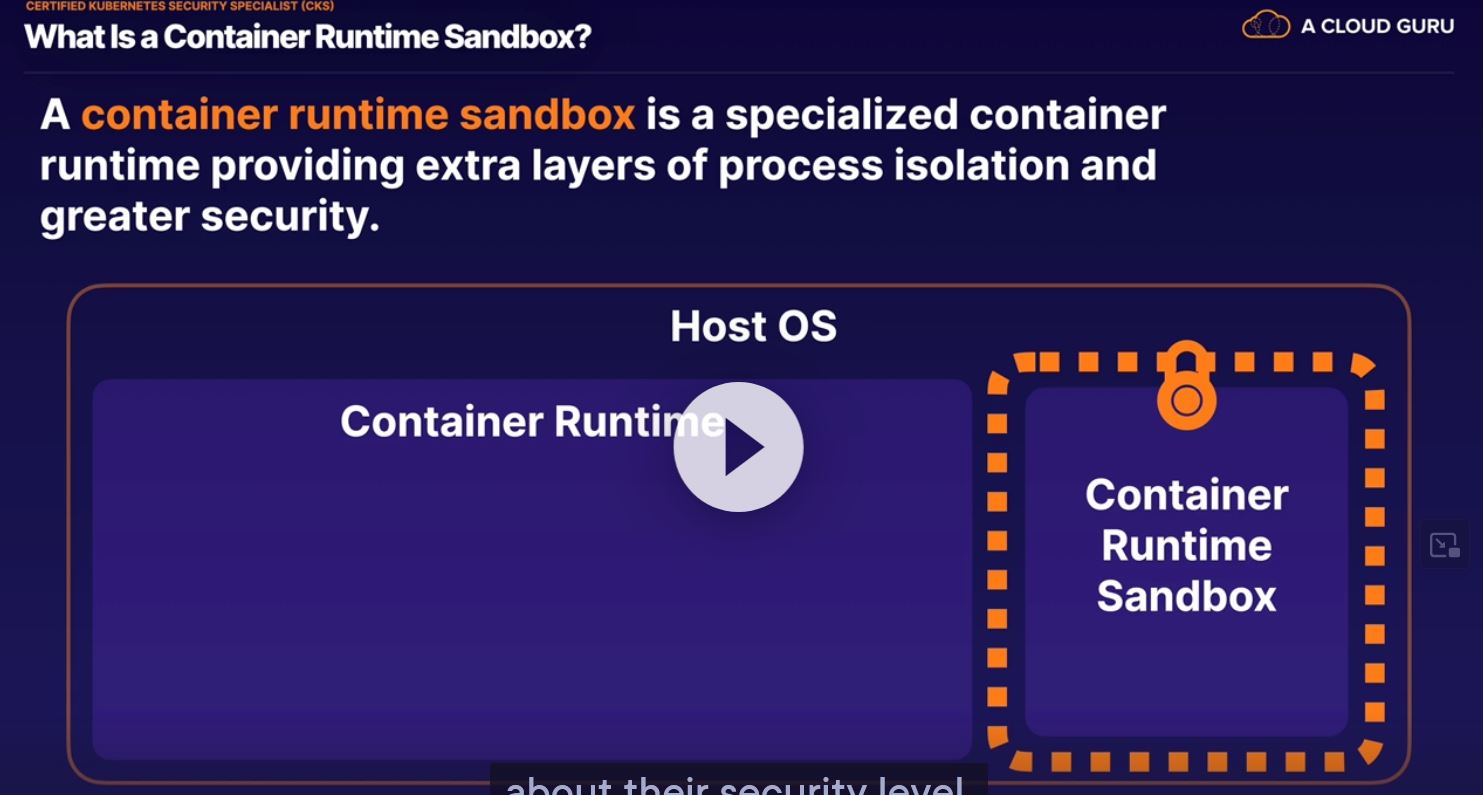 CERTIFIED KUBERNETES SECURITY SPECIALIST (CKS)
What Is a Container Runtime Sandbox?
A CLOUD GURU
A container runtime sandbox is a specialized container
runtime providing extra layers of process isolation and
greater security.
Host OS
Container Runtime
Container
Runtime
Sandbox
about their security level